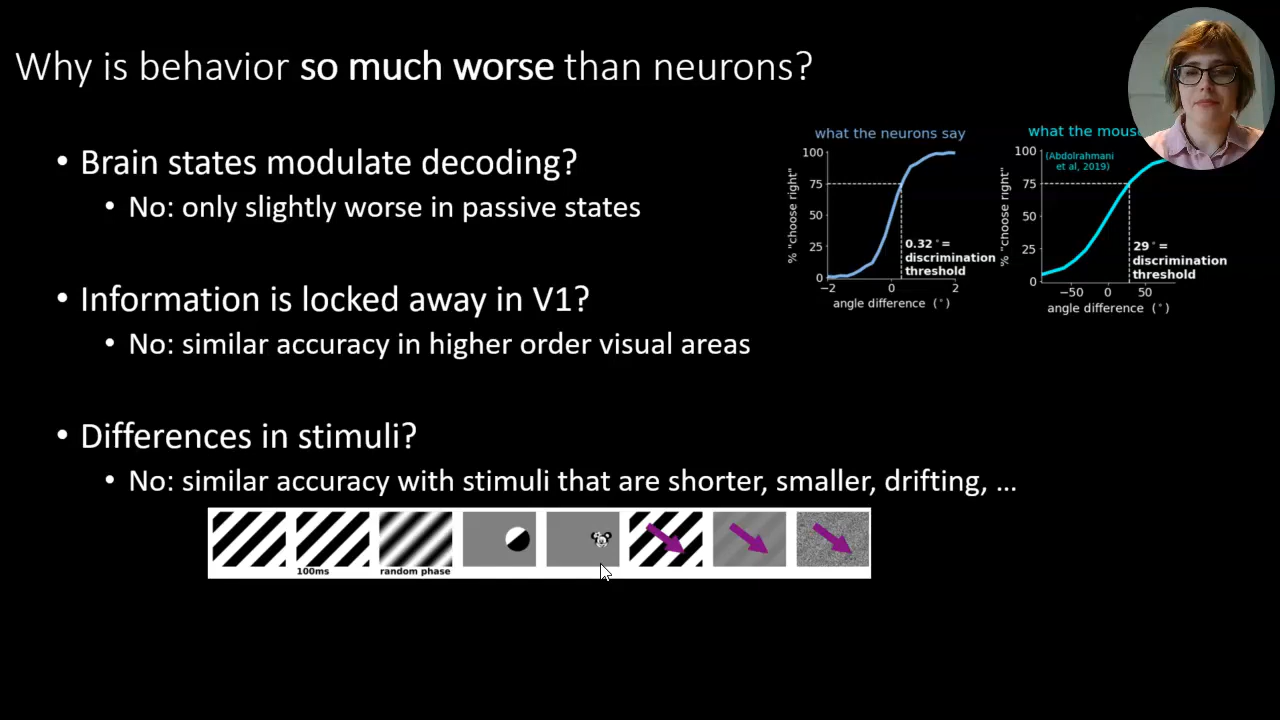 Why is behavior so much worse than neurons?
• Brain states modulate decoding?
• No: only slightly worse in passive states
• Information is locked away in V1?
• No: similar accuracy in higher order visual areas
• Differences in stimuli?
• No: similar accuracy with stimuli that are shorter, smaller, drifting, ...
100ms
random phase
what the neurons say
% "choose right"
100
75
50
25
0
0.32°=
discrimination
threshold
−2
0
2
angle difference (°)
what the mous
(Abdolrahmani
et al, 2019)
% "choose right"
100
75
50
25
0
29°=
discrimination
threshold
−50
0
50
angle difference (°)